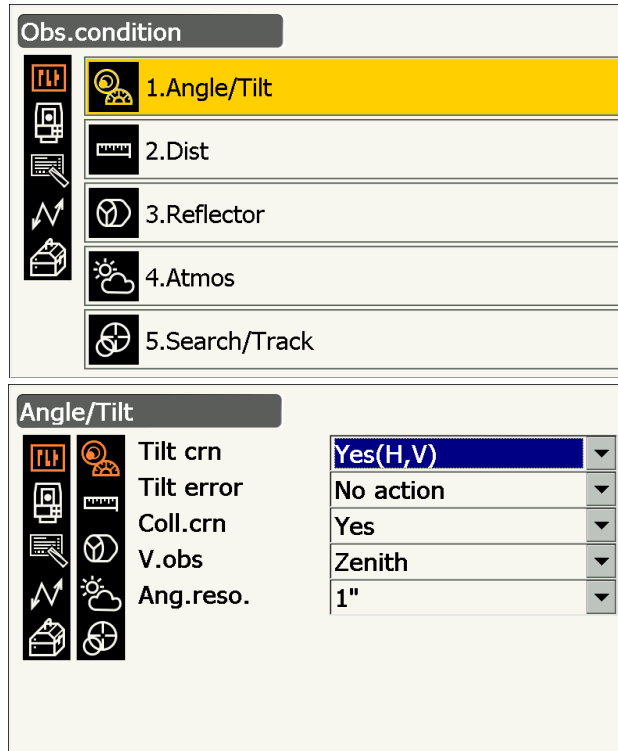 Obs.condition
1.Angle/Tilt
2.Dist
3.Reflector
4.Atmos
5.Search/Track
Angle/Tilt
Tilt crn Yes(H,V)
Tilt error No action
Coll.crn Yes
V.obs Zenith
Ang.reso. 1"